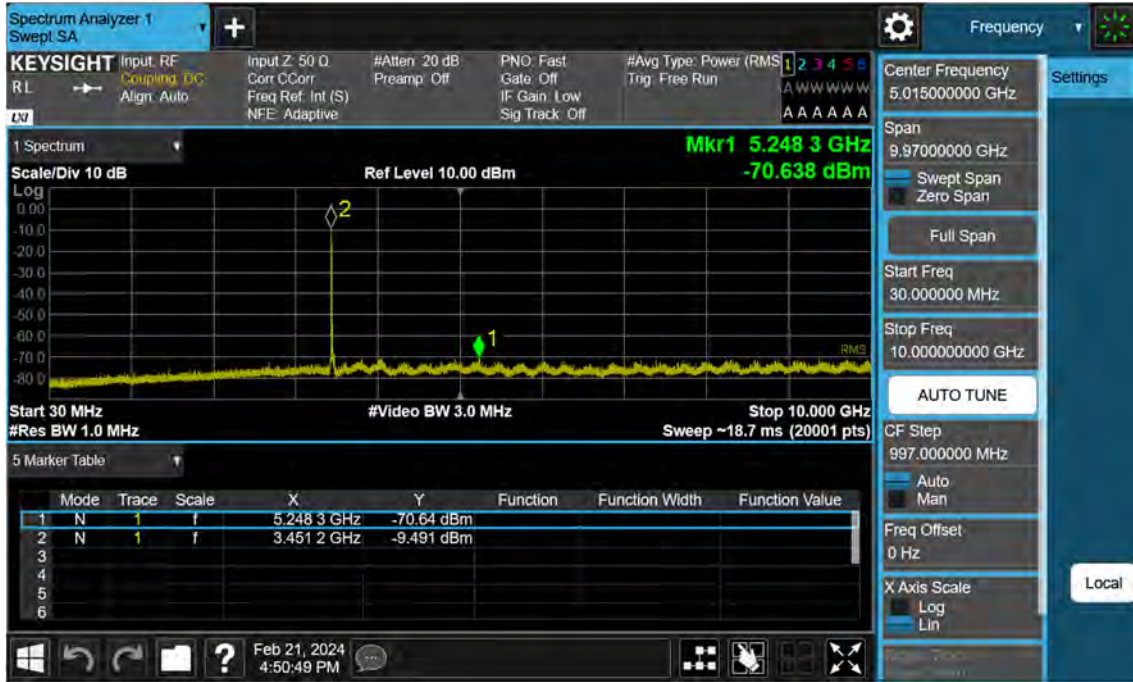 Spectrum Analyzer 1
Swept SA
Frequency
KEYSIGHT
RL
LXI
Input: RF
Coupling: DC
Align: Auto
Input Z: 50 Ω
Corr CCorr
Freq Ref: Int (S)
NFE: Adaptive
#Atten: 20 dB
Preamp: Off
PNO: Fast
Gate: Off
IF Gain: Low
Sig Track: Off
#Avg Type: Power (RMS
Trig: Free Run
1 2 3 4 5 6
A W W W W W
A A A A A A
1 Spectrum
Scale/Div 10 dB
Ref Level 10.00 dBm
Mkr1 5.248 3 GHz
-70.638 dBm
Log
0.00
-10.0
-20.0
-30.0
-40.0
-50.0
-60.0
-70.0
-80.0
2
1
RMS
Start 30 MHz
#Video BW 3.0 MHz
Stop 10.000 GHz
#Res BW 1.0 MHz
Sweep ~18.7 ms (20001 pts)
5 Marker Table
Mode Trace Scale X Y Function Function Width Function Value
1 N 1 f 5.248 3 GHz -70.64 dBm
2 N 1 f 3.451 2 GHz -9.491 dBm
3
4
5
6
?
Feb 21, 2024
4:50:49 PM
Center Frequency
5.015000000 GHz
Span
9.97000000 GHz
Swept Span
Zero Span
Full Span
Start Freq
30.000000 MHz
Stop Freq
10.000000000 GHz
AUTO TUNE
CF Step
997.000000 MHz
Auto
Man
Freq Offset
0 Hz
X Axis Scale
Log
Lin
Settings
Local